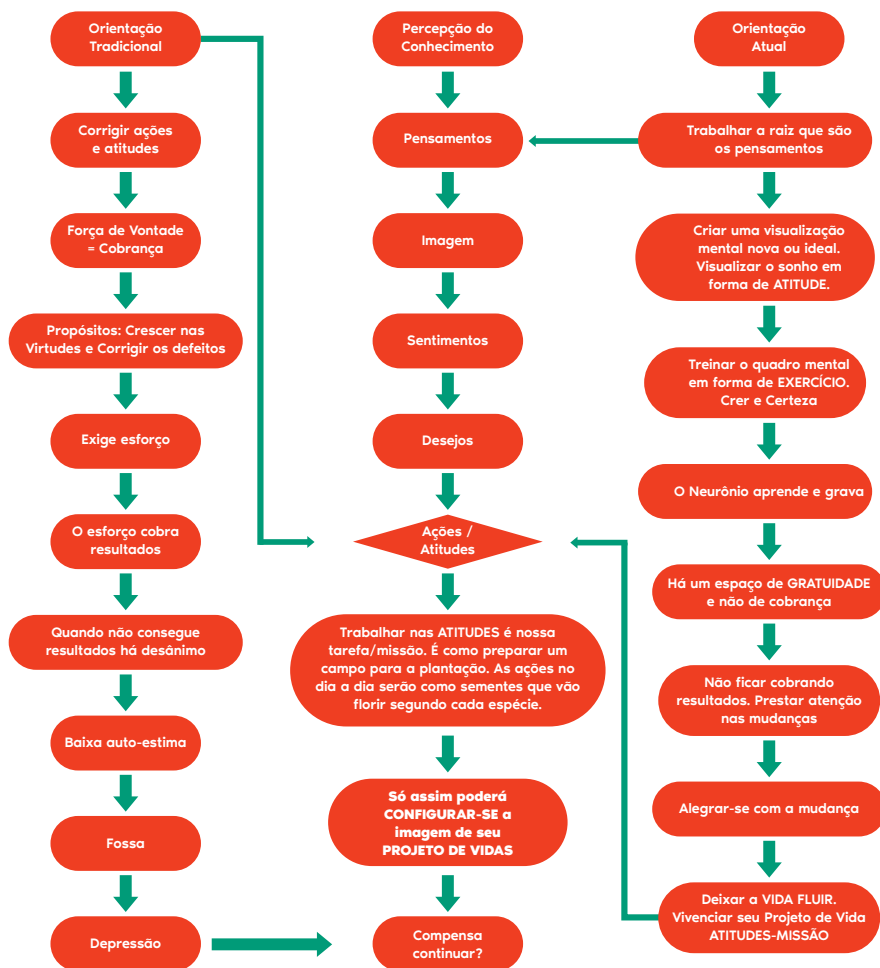 Orientação
Tradicional
Corrigir ações
e atitudes
Força de Vontade
= Cobrança
Propósitos: Crescer nas
Virtudes e Corrigir os defeitos
Exige esforço
O esforço cobra
resultados
Quando não consegue
resultados há desânimo
Baixa auto-estima
Fossa
Depressão
Percepção do
Conhecimento
Pensamentos
Imagem
Sentimentos
Desejos
Ações /
Atitudes
Trabalhar nas ATITUDES é nossa
tarefa/missão. É como preparar um
campo para a plantação. As ações no
dia a dia serão como sementes que vão
florir segundo cada espécie.
Só assim poderá
CONFIGURAR-SE a
imagem de seu
PROJETO DE VIDAS
Compensa
continuar?
Orientação
Atual
Trabalhar a raiz que são
os pensamentos
Criar uma visualização
mental nova ou ideal.
Visualizar o sonho em
forma de ATITUDE.
Treinar o quadro mental
em forma de EXERCÍCIO.
Crer e Certeza
O Neurônio aprende e grava
Há um espaço de GRATUIDADE
e não de cobrança
Não ficar cobrando
resultados. Prestar atenção
nas mudanças
Alegrar-se com a mudança
Deixar a VIDA FLUIR.
Vivenciar seu Projeto de Vida
ATITUDES-MISSÃO